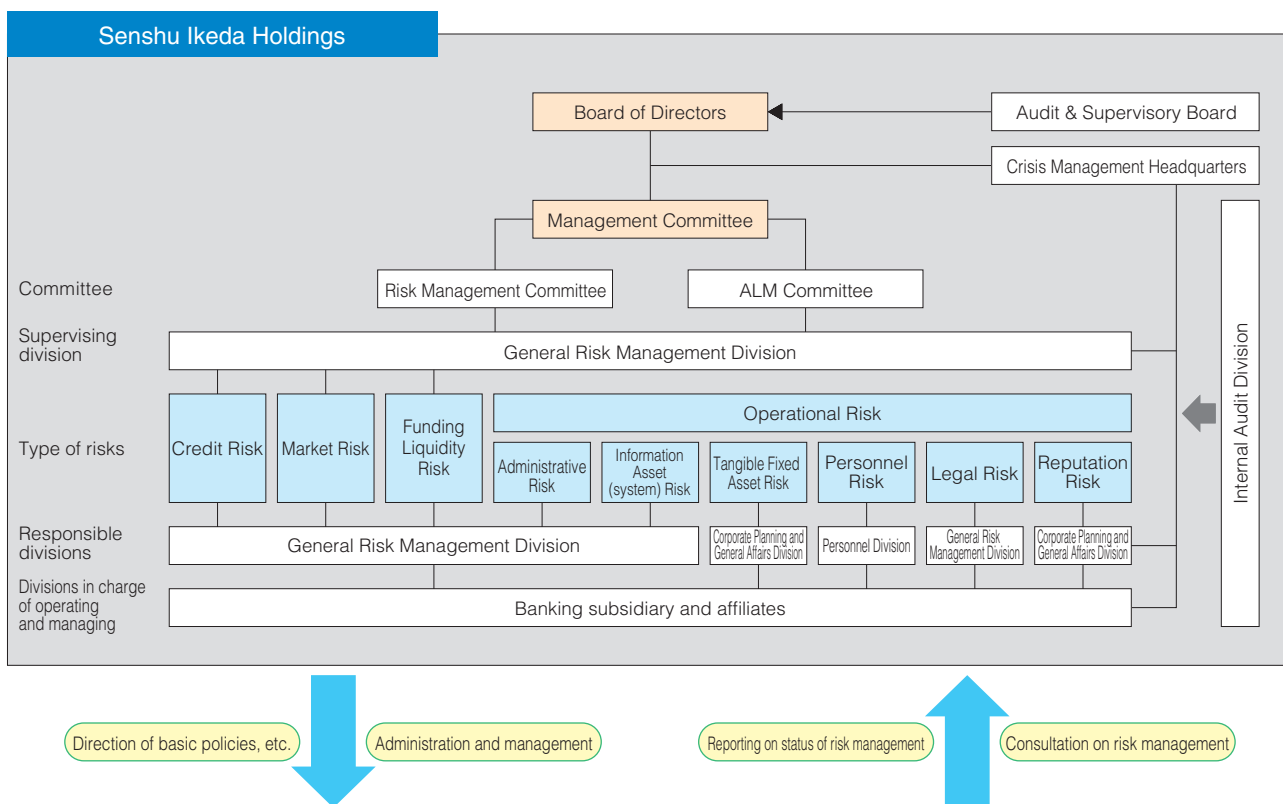 Senshu Ikeda Holdings
Board of Directors
Audit & Supervisory Board
Crisis Management Headquarters
Management Committee
Committee
Risk Management Committee
ALM Committee
Supervising
division
General Risk Management Division
Internal Audit Division
Type of risks
Credit Risk
Market Risk
Funding
Liquidity
Risk
Operational Risk
Administrative
Risk
Information
Asset
(system) Risk
Tangible Fixed
Asset Risk
Personnel
Risk
Legal Risk
Reputation
Risk
Responsible
divisions
General Risk Management Division
Corporate Planning and
General Affairs Division
Personnel Division
General Risk
Management Division
Corporate Planning and
General Affairs Division
Divisions in charge
of operating
and managing
Banking subsidiary and affiliates
Direction of basic policies, etc.
Administration and management
Reporting on status of risk management
Consultation on risk management